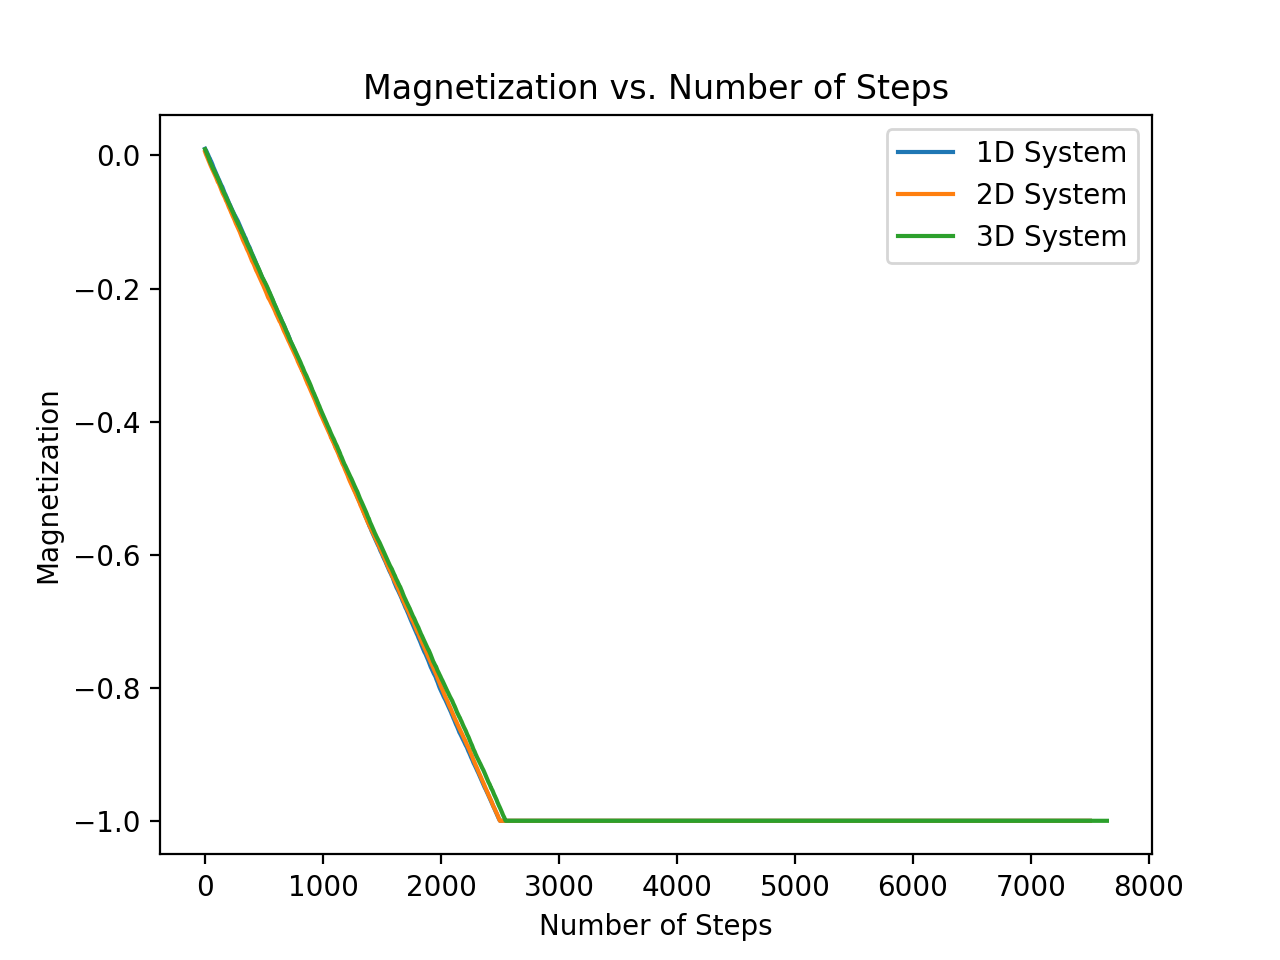 Magnetization vs. Number of Steps
1D System
2D System
3D System
Magnetization
0.0
−0.2
−0.4
−0.6
−0.8
−1.0
0 1000 2000 3000 4000 5000 6000 7000 8000
Number of Steps